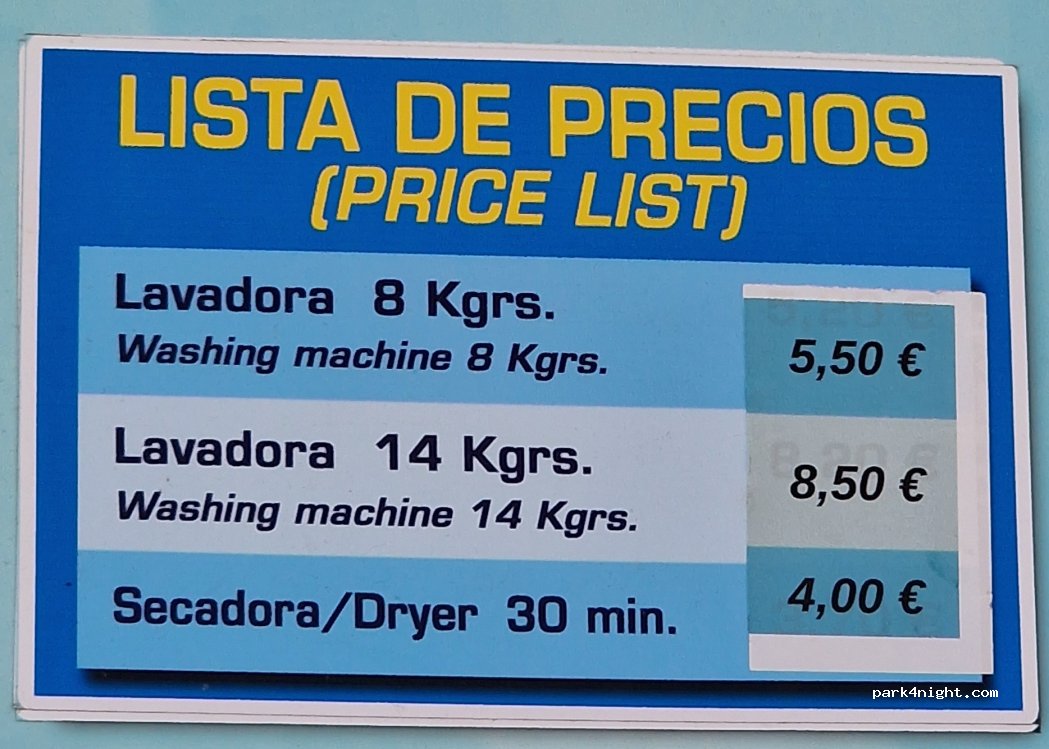 LISTA DE PRECIOS
(PRICE LIST)
Lavadora 8 Kgrs.
Washing machine 8 Kgrs.
5,50 €
Lavadora 14 Kgrs.
Washing machine 14 Kgrs.
8,50 €
Secadora/Dryer 30 min.
4,00 €
park4night.com